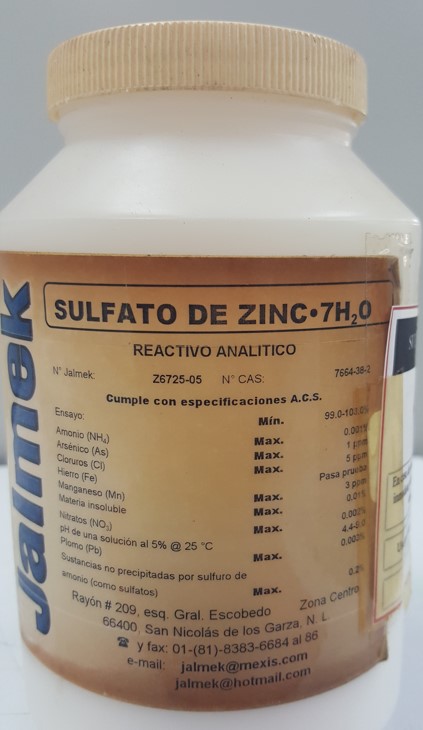 Jalmek
SULFATO DE ZINC•7H₂O
REACTIVO ANALITICO
N° Jalmek: Z6725-05 N° CAS: 7664-38-2
Cumple con especificaciones A.C.S.
Ensayo: Mín. 99.0-103.0%
Amonio (NH₄) Max. 0.001%
Arsénico (As) Max. 1 ppm
Cloruros (Cl) Max. 5 ppm
Hierro (Fe) Pasa prueba
Manganeso (Mn) Max. 3 ppm
Materia insoluble Max. 0.01%
Nitratos (NO₃) Max. 0.002%
pH de una solución al 5% @ 25 °C 4.4-6.0
Plomo (Pb) Max. 0.003%
Sustancias no precipitadas por sulfuro de
amonio (como sulfatos) Max. 0.2%
Rayón # 209, esq. Gral. Escobedo Zona Centro
66400, San Nicolás de los Garza, N. L
☎ y fax: 01-(81)-8383-6684 al 86
e-mail: jalmek@mexis.com
jalmek@hotmail.com